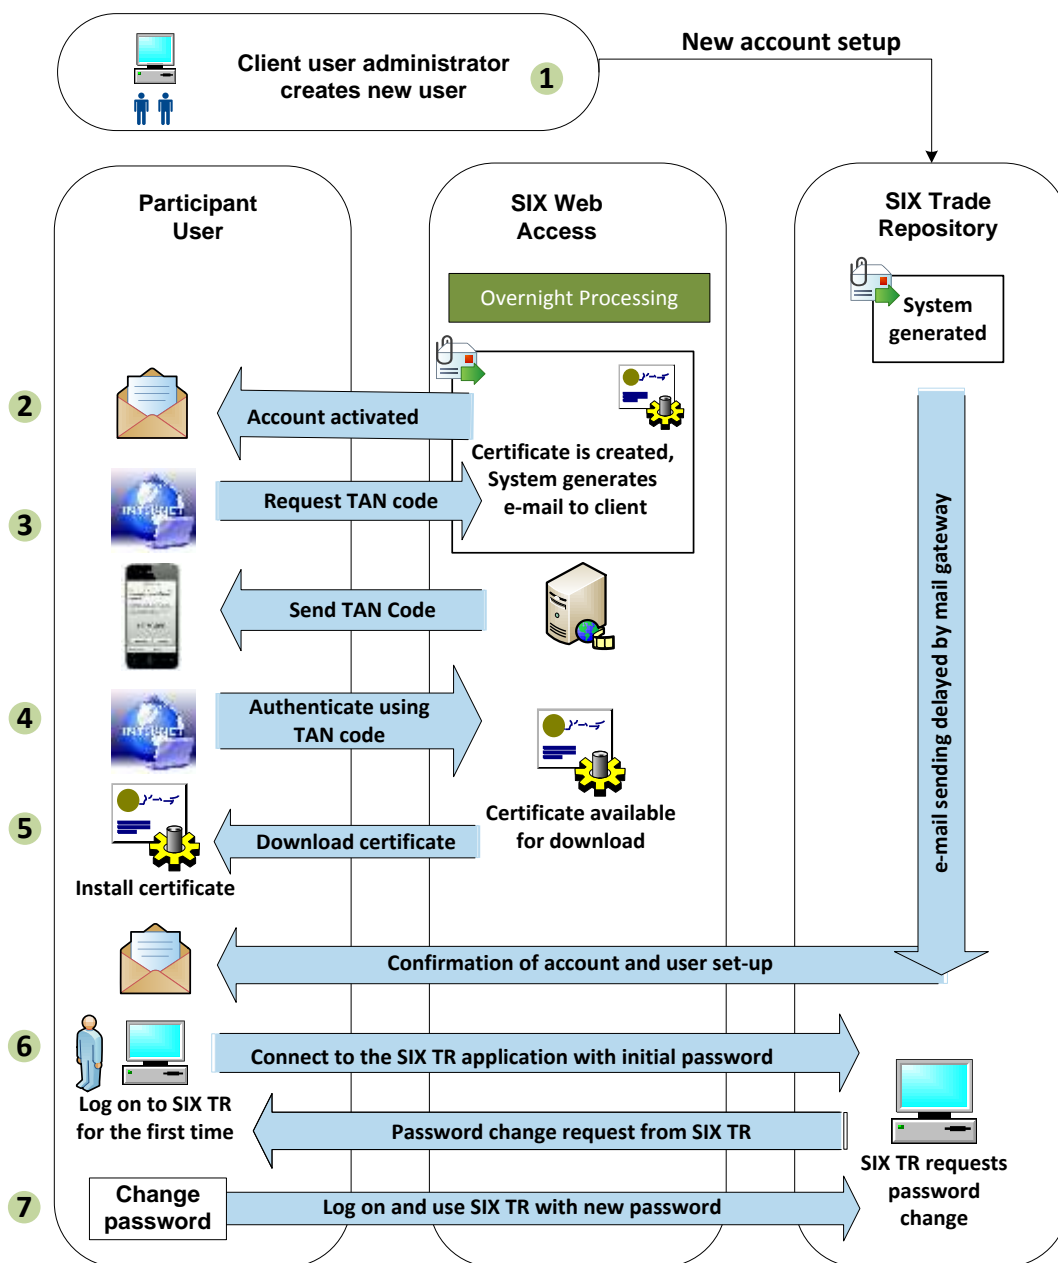 New account setup
Client user administrator
creates new user
1
Participant
User
SIX Web
Access
SIX Trade
Repository
Overnight Processing
System
generated
2
Account activated
Certificate is created,
System generates
e-mail to client
3
Request TAN code
Send TAN Code
4
Authenticate using
TAN code
e-mail sending delayed by mail gateway
5
Download certificate
Certificate available
for download
Install certificate
Confirmation of account and user set-up
6
Connect to the SIX TR application with initial password
Log on to SIX TR
for the first time
Password change request from SIX TR
SIX TR requests
password
change
7
Change
password
Log on and use SIX TR with new password